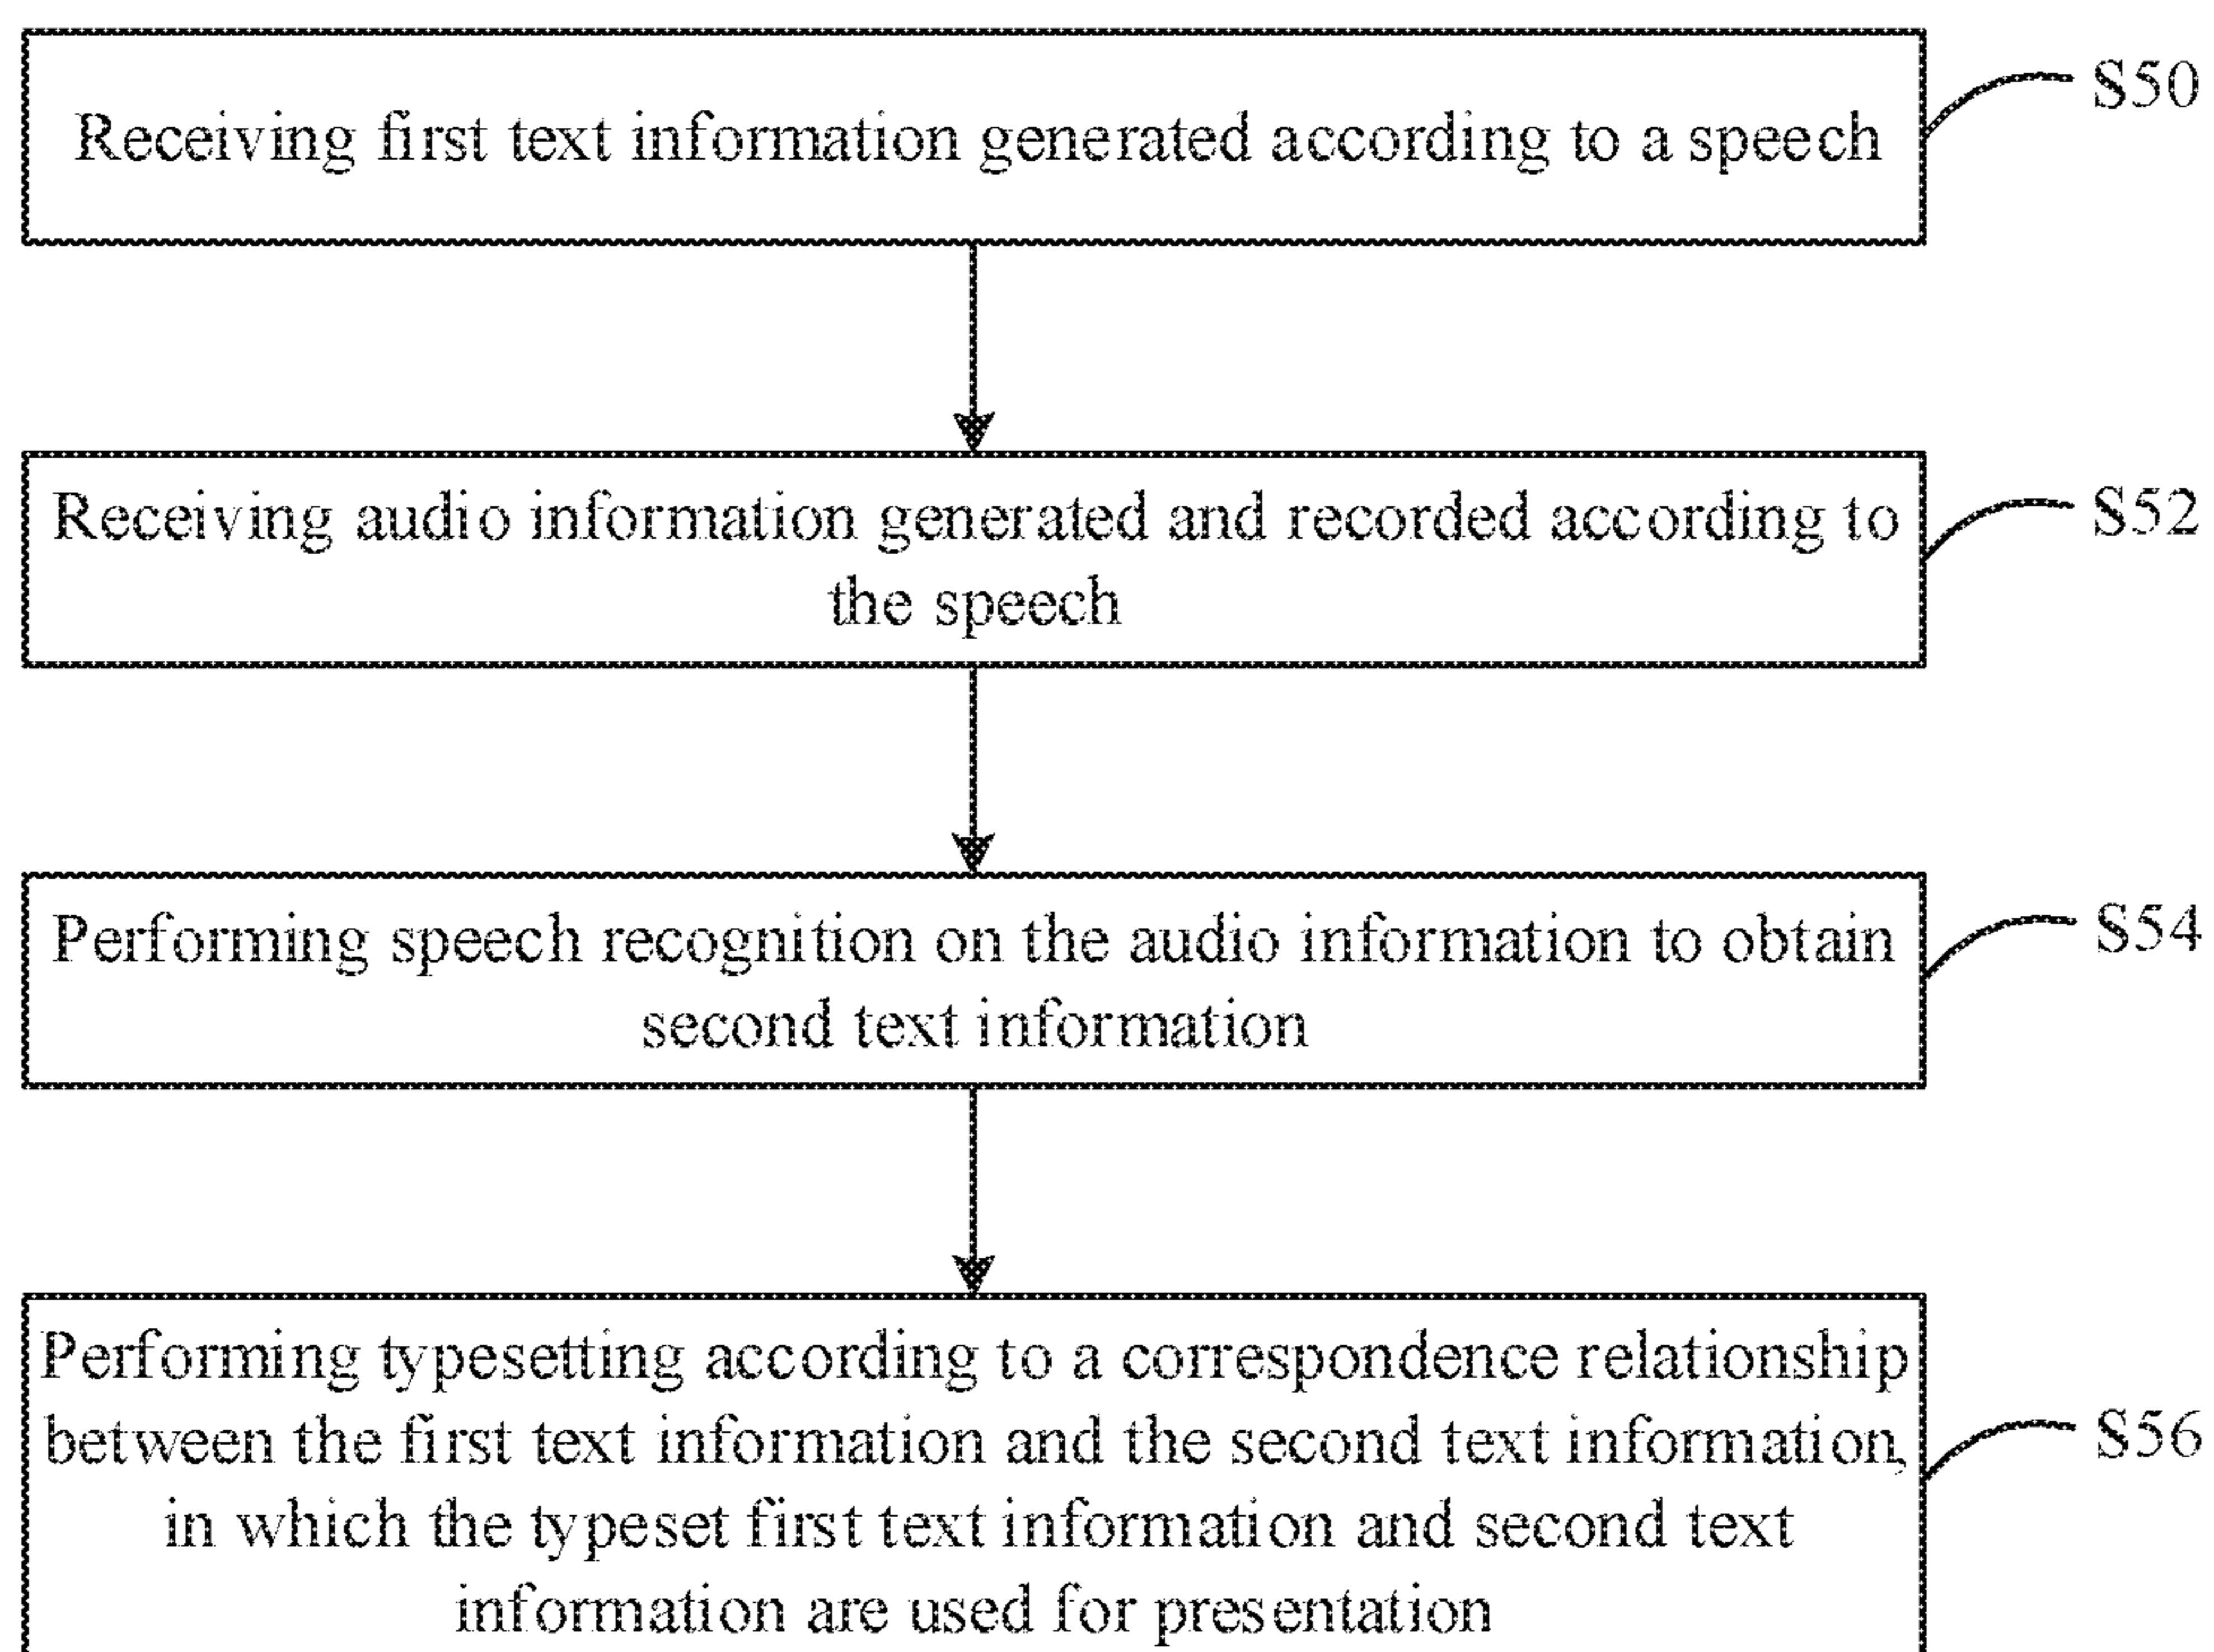 Receiving first text information generated according to a speech
S50
Receiving audio information generated and recorded according to
the speech
S52
Performing speech recognition on the audio information to obtain
second text information
S54
Performing typesetting according to a correspondence relationship
between the first text information and the second text information,
in which the typeset first text information and second text
information are used for presentation
S56